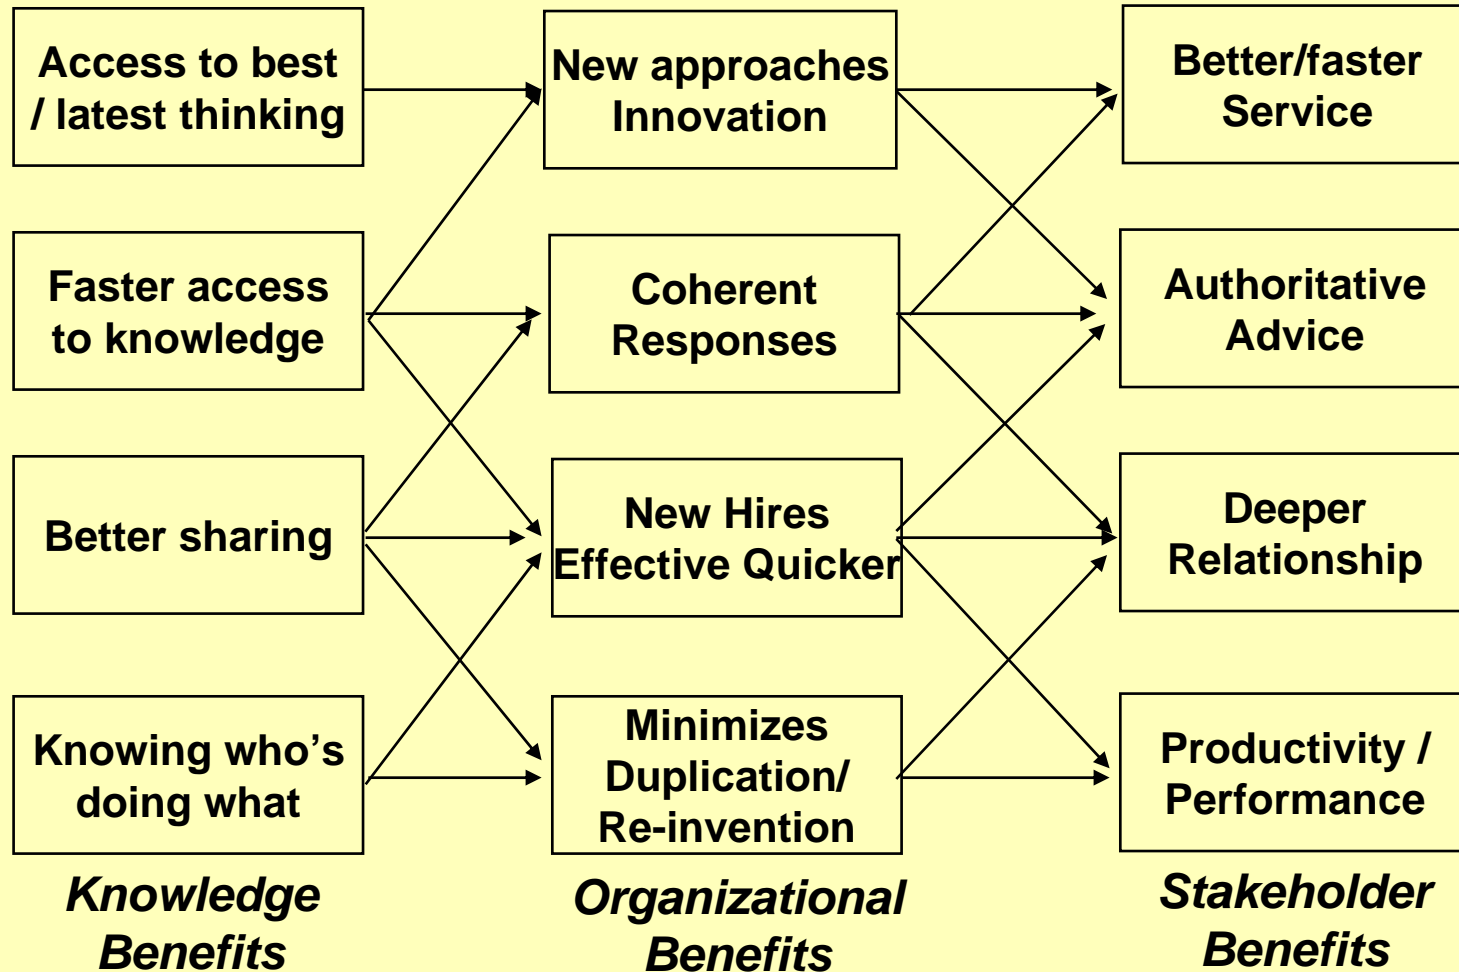 Access to best
/ latest thinking
New approaches
Innovation
Better/faster
Service
Faster access
to knowledge
Coherent
Responses
Authoritative
Advice
Better sharing
New Hires
Effective Quicker
Deeper
Relationship
Knowing who’s
doing what
Minimizes
Duplication/
Re-invention
Productivity /
Performance
Knowledge
Benefits
Organizational
Benefits
Stakeholder
Benefits